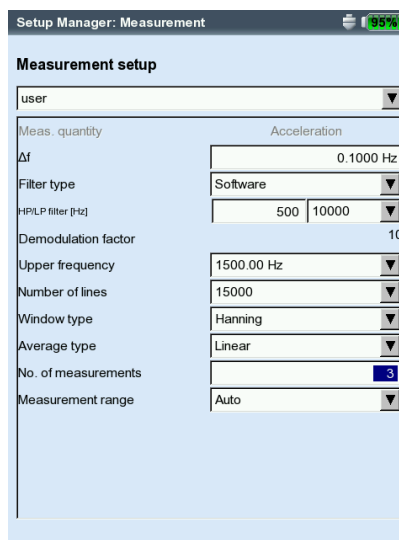 Setup Manager: Measurement 95%
Measurement setup
user
Meas. quantity Acceleration
Δf 0.1000 Hz
Filter type Software
HP/LP filter [Hz] 500 10000
Demodulation factor 10
Upper frequency 1500.00 Hz
Number of lines 15000
Window type Hanning
Average type Linear
No. of measurements 3
Measurement range Auto